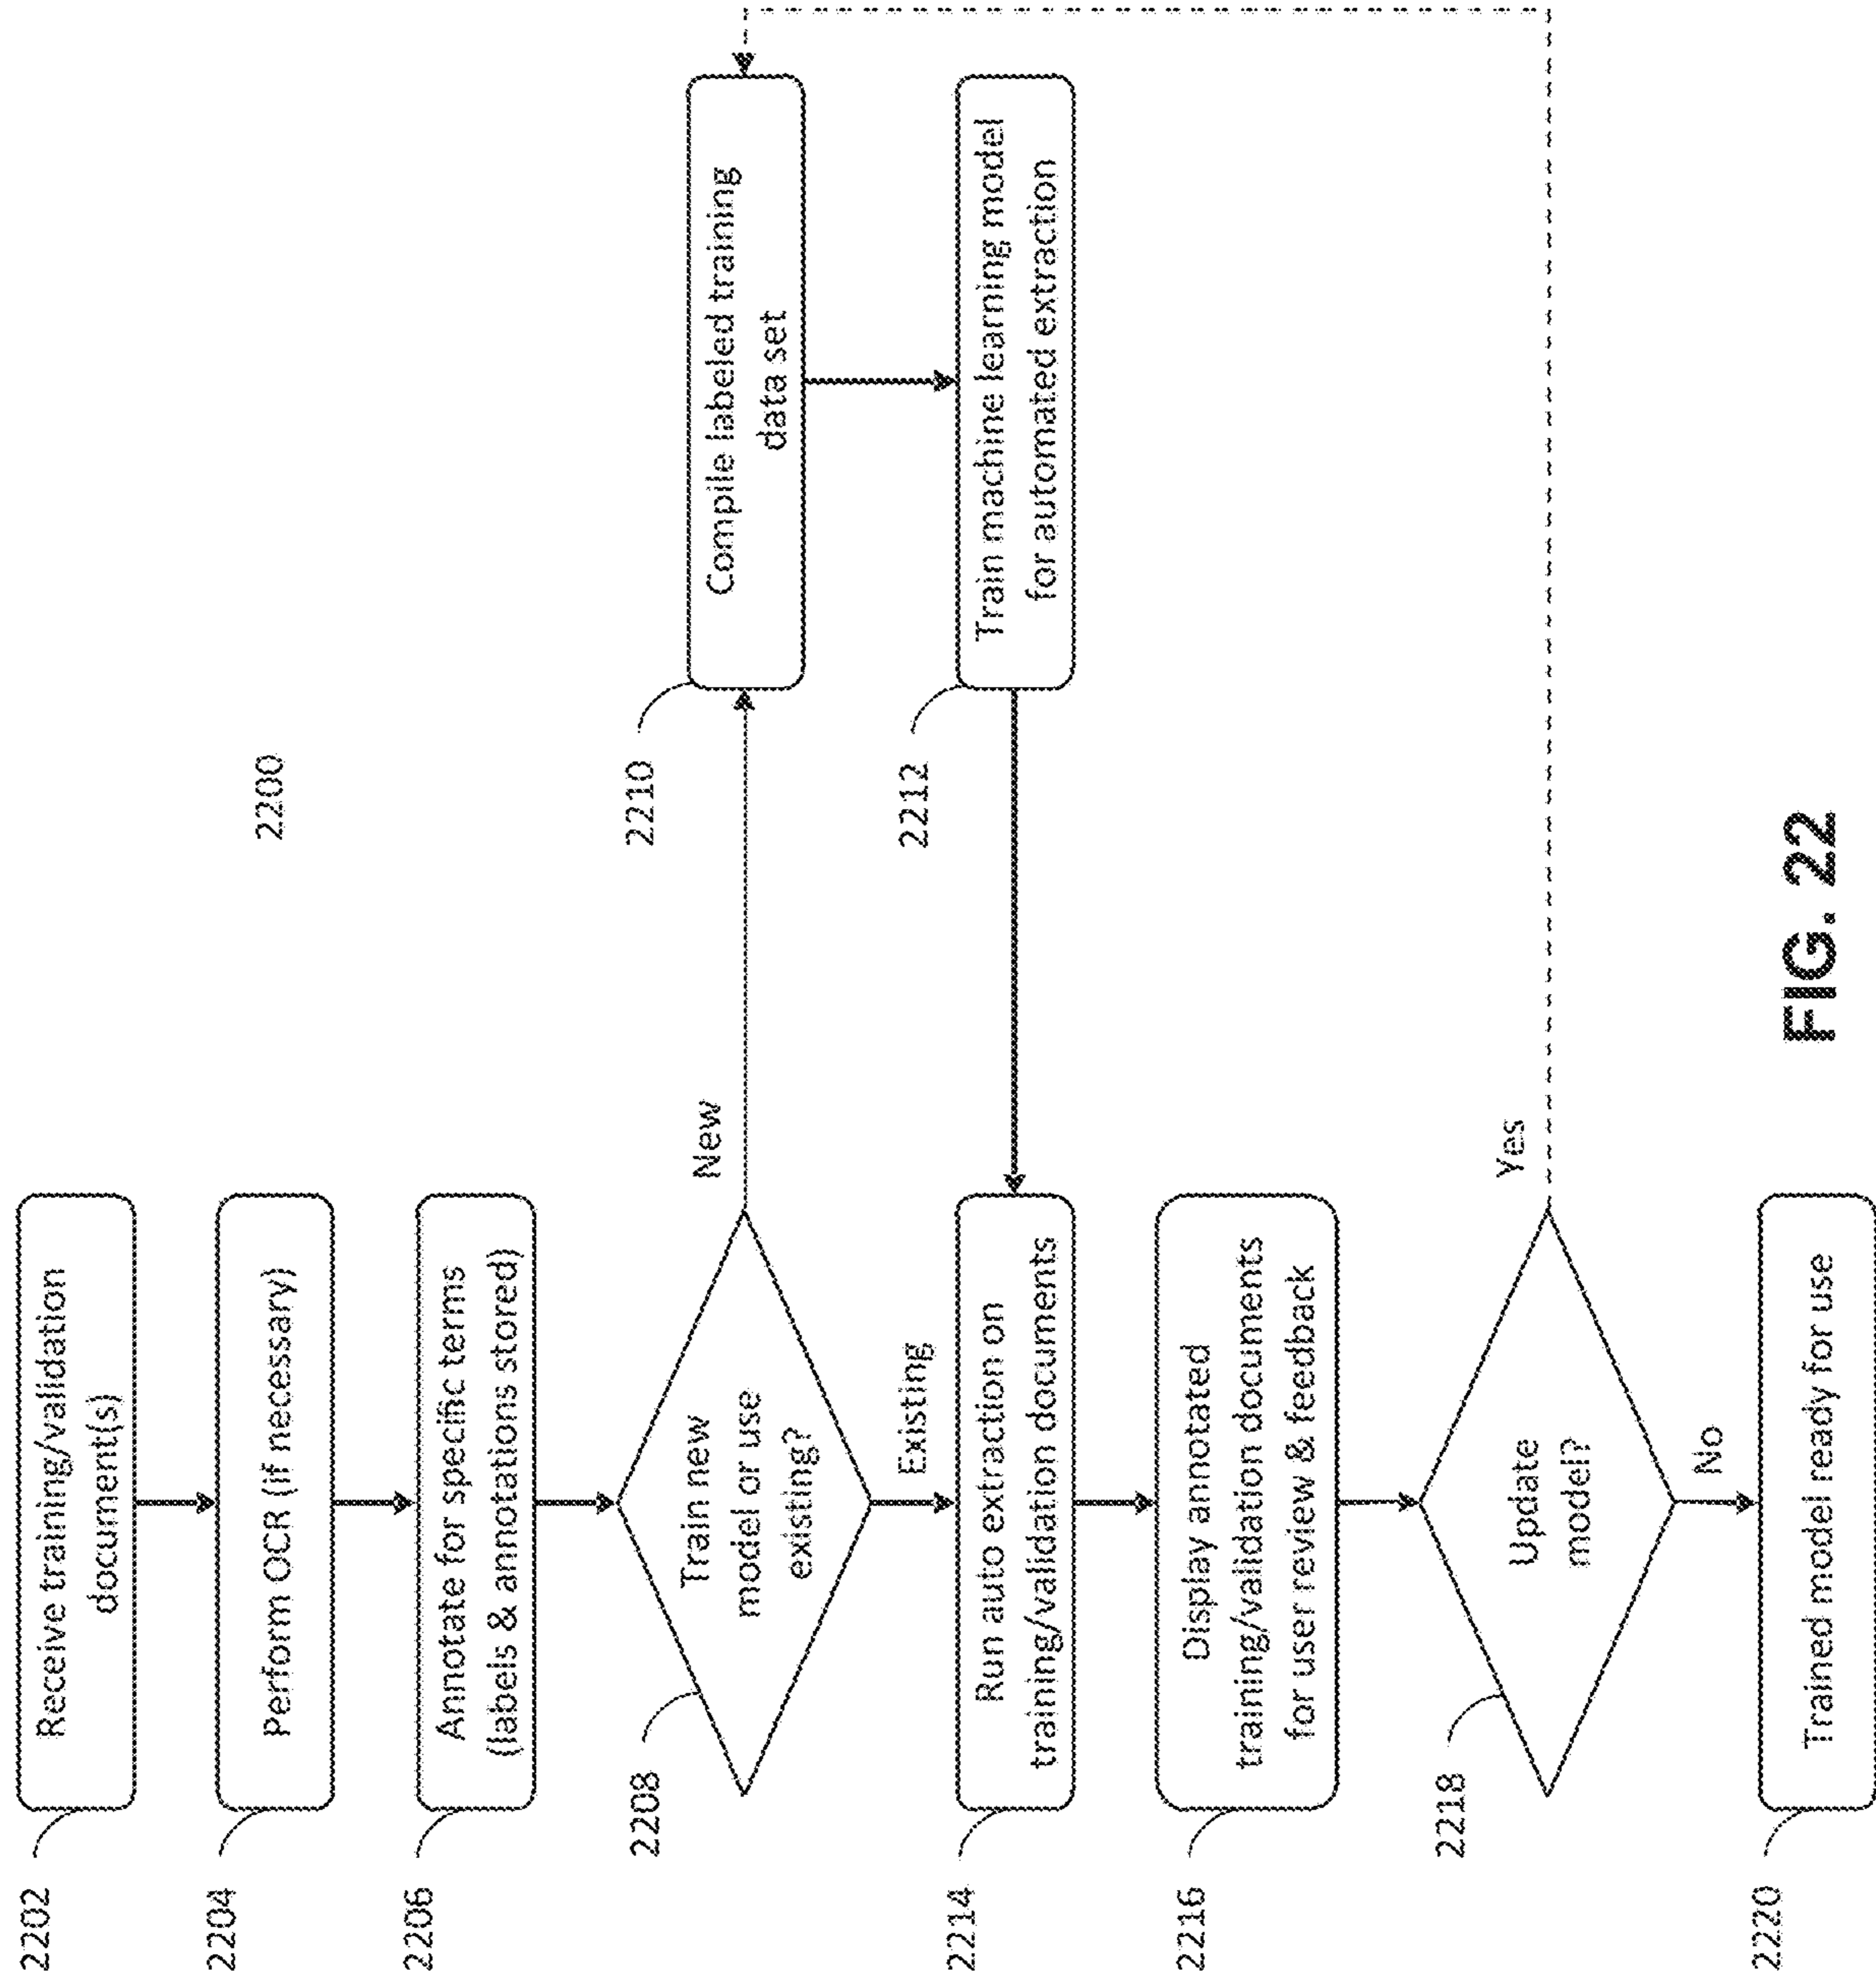 2200
2202
Receive training/validation
document(s)
2204
Perform OCR (if necessary)
2206
Annotate for specific terms
(labels & annotations stored)
2208
Train new
model or use
existing?
New
Existing
2210
Compile labeled training
data set
2212
Train machine learning model
for automated extraction
2214
Run auto extraction on
training/validation documents
2216
Display annotated
training/validation documents
for user review & feedback
2218
Update
model?
Yes
No
2220
Trained model ready for use
FIG. 22